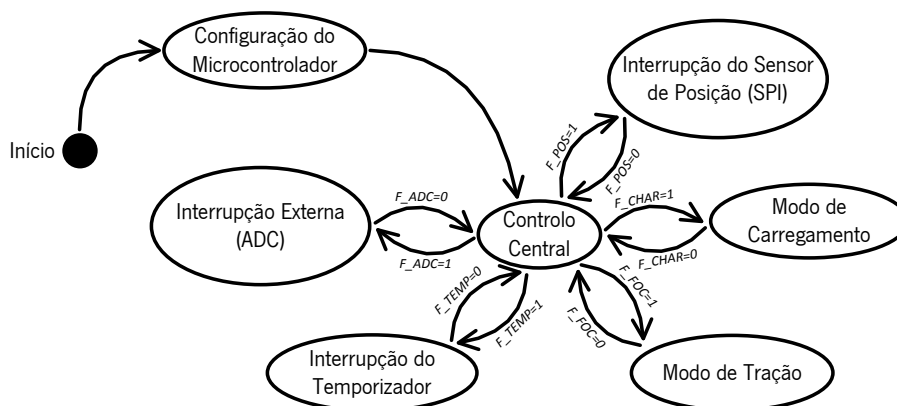 Configuração do
Microcontrolador
Início
Interrupção do Sensor
de Posição (SPI)
F_POS=1
F_POS=0
Interrupção Externa
(ADC)
F_ADC=0
F_ADC=1
Controlo
Central
F_CHAR=1
F_CHAR=0
Modo de
Carregamento
F_TEMP=0
F_TEMP=1
F_FOC=1
F_FOC=0
Interrupção do
Temporizador
Modo de Tração